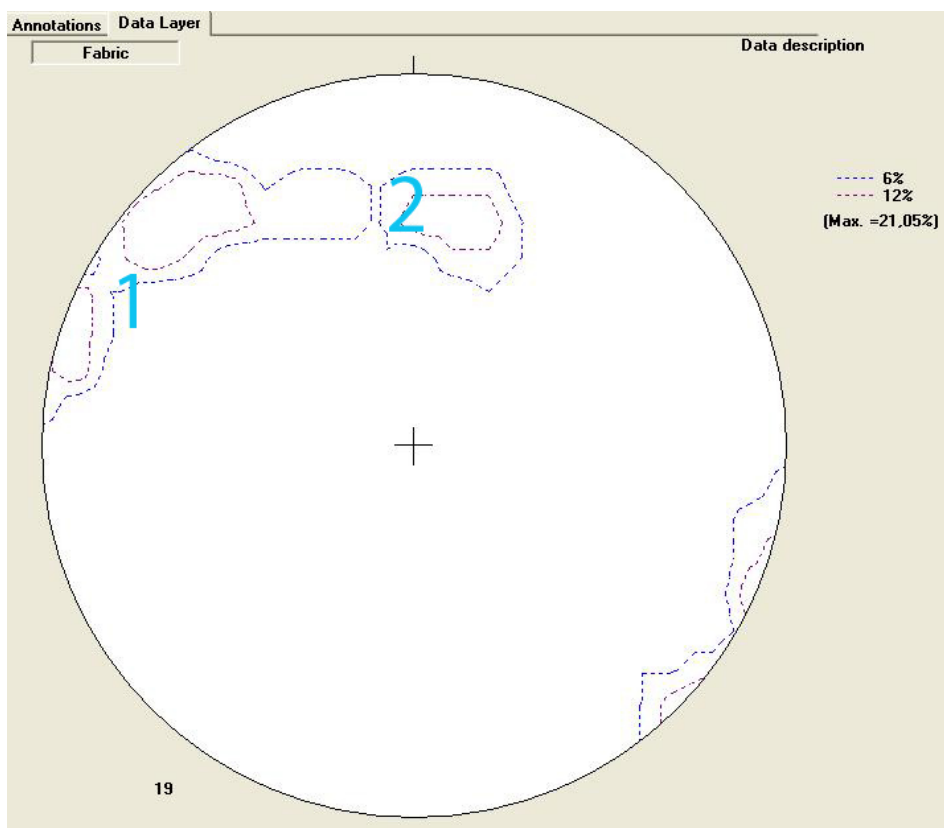 Annotations Data Layer
Fabric
Data description
6%
12%
(Max. =21,05%)
2
1
19